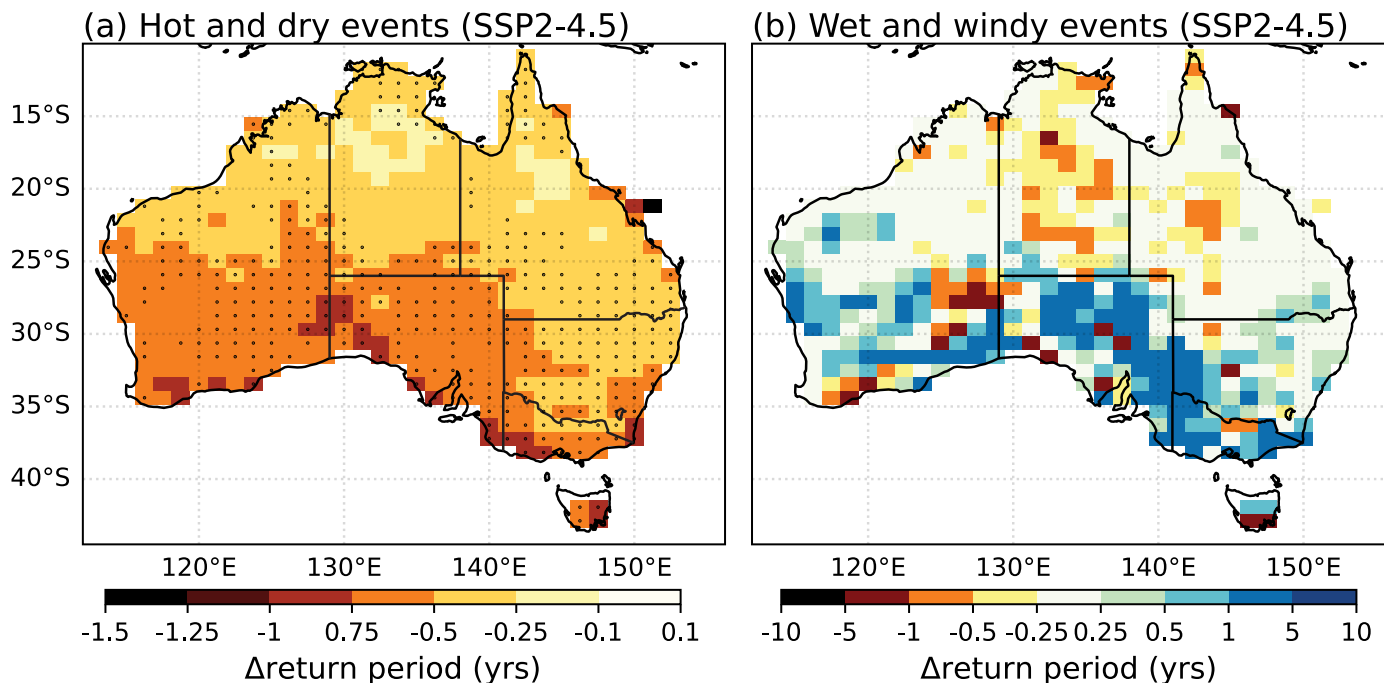 (a) Hot and dry events (SSP2-4.5)
(b) Wet and windy events (SSP2-4.5)
15°S
20°S
25°S
30°S
35°S
40°S
120°E 130°E 140°E 150°E
120°E 130°E 140°E 150°E
-1.5 -1.25 -1 0.75 -0.5 -0.25 -0.1 0.1
-10 -5 -1 -0.5 -0.25 0.25 0.5 1 5 10
Δreturn period (yrs)
Δreturn period (yrs)